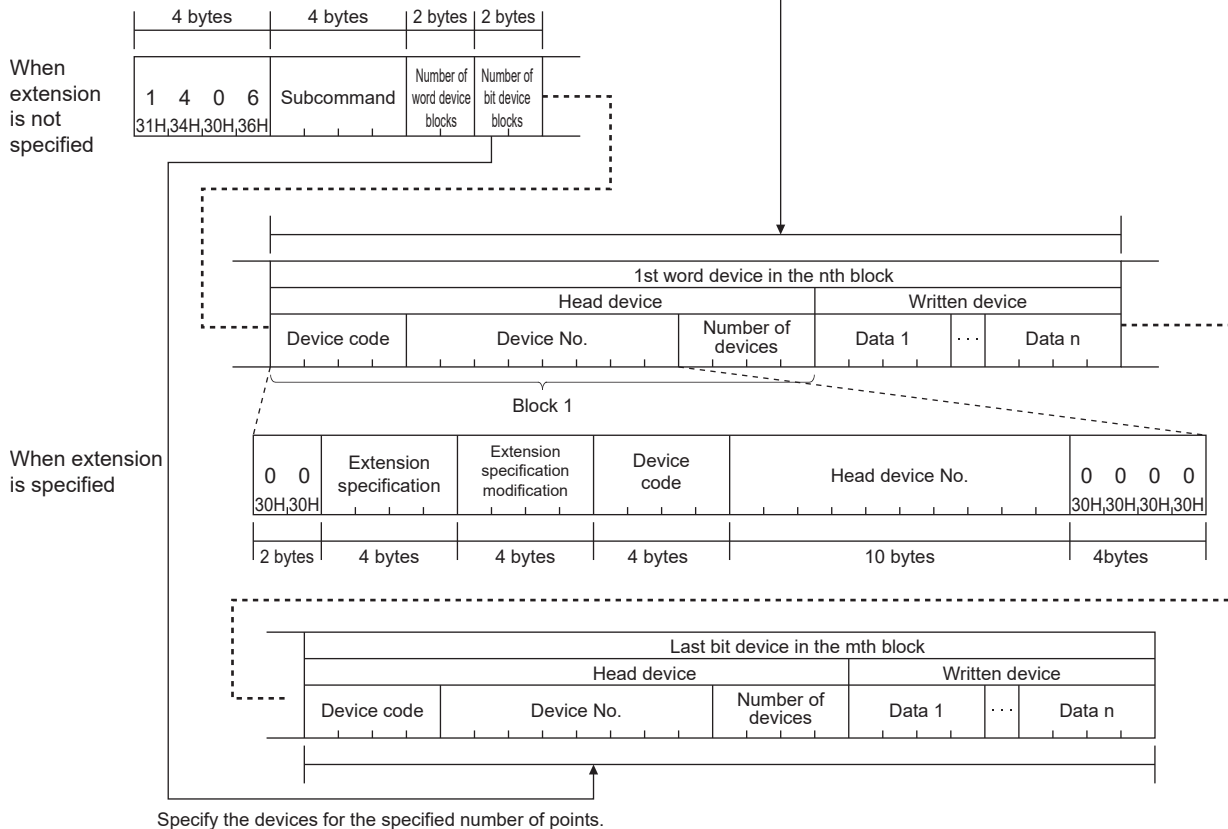 4 bytes 4 bytes 2 bytes 2 bytes
When
extension
is not
specified
1 4 0 6
31H,34H,30H,36H
Subcommand
Number of
word device
blocks
Number of
bit device
blocks
1st word device in the nth block
Head device Written device
Device code Device No. Number of
devices
Data 1 ··· Data n
Block 1
When extension
is specified
0 0
30H,30H
Extension
specification
Extension
specification
modification
Device
code
Head device No.
0 0 0 0
30H,30H,30H,30H
2 bytes 4 bytes 4 bytes 4 bytes 10 bytes 4bytes
Last bit device in the mth block
Head device Written device
Device code Device No. Number of
devices
Data 1 ··· Data n
Specify the devices for the specified number of points.